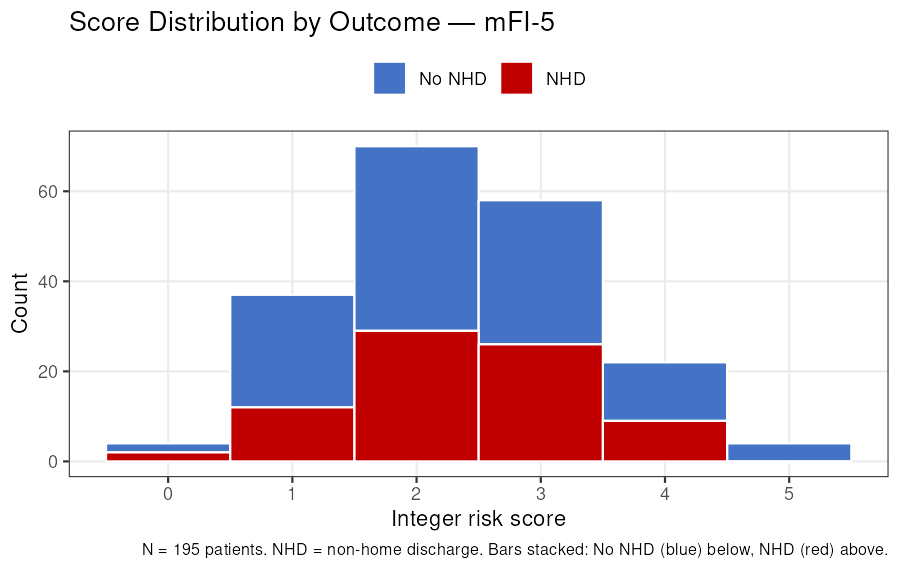 Score Distribution by Outcome — mFI-5
No NHD NHD
60
40
20
0
Count
0 1 2 3 4 5
Integer risk score
N = 195 patients. NHD = non-home discharge. Bars stacked: No NHD (blue) below, NHD (red) above.